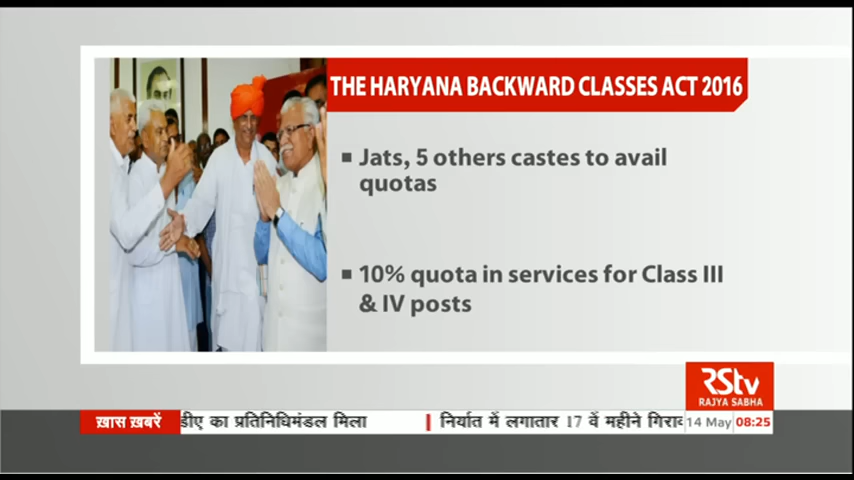 THE HARYANA BACKWARD CLASSES ACT 2016
Jats, 5 others castes to avail
quotas
10% quota in services for Class III
& IV posts
RStv
RAJYA SABHA
ख़ास ख़बरें डीए का प्रतिनिधिमंडल मिला निर्यात में लगातार 17 वें महीने गिराव 14 May 08:25